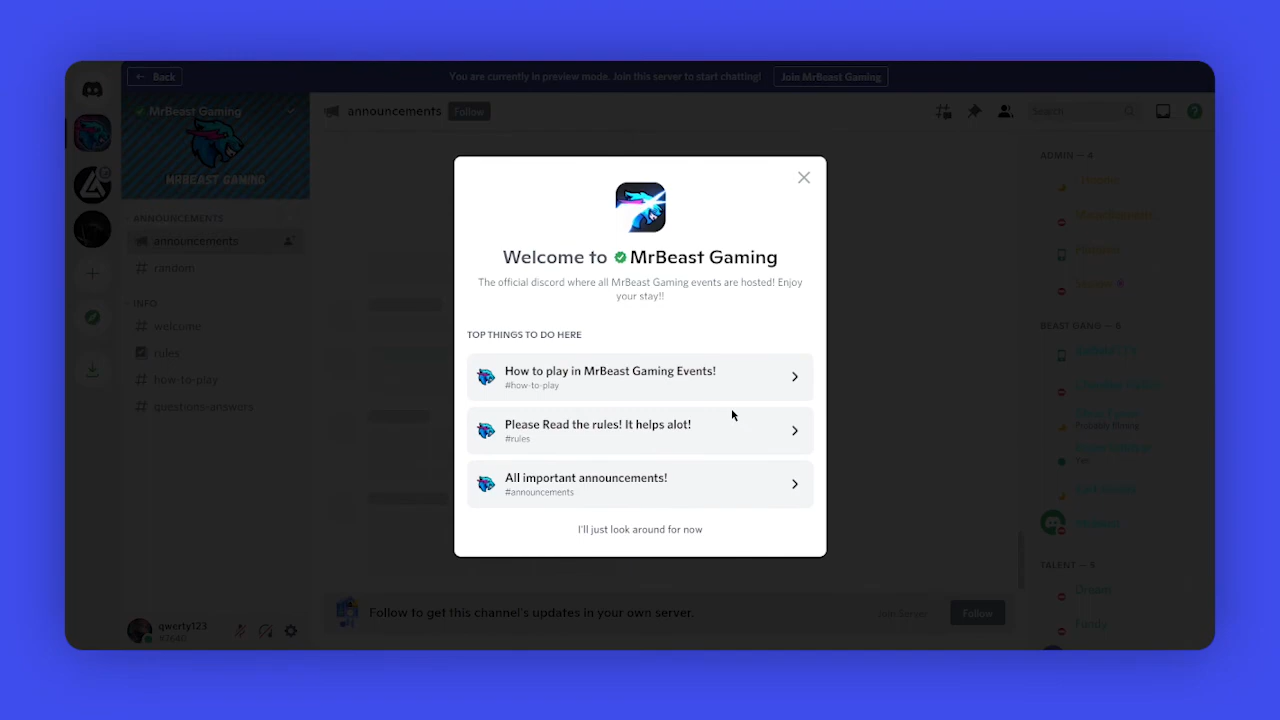 ← Back
You are currently in preview mode. Join this server to start chatting!
Join MrBeast Gaming
MrBeast Gaming
MRBEAST GAMING
announcements
Follow
Search
ANNOUNCEMENTS
announcements
# random
INFO
# welcome
rules
# how-to-play
# questions-answers
Welcome to MrBeast Gaming
The official discord where all MrBeast Gaming events are hosted! Enjoy
your stay!!
TOP THINGS TO DO HERE
How to play in MrBeast Gaming Events!
#how-to-play
Please Read the rules! It helps alot!
#rules
All important announcements!
#announcements
I'll just look around for now
Follow to get this channel's updates in your own server.
Join Server
Follow
qwerty123
ADMIN — 4
BEAST GANG — 6
Probably filming
Yes
TALENT — 5
Dream